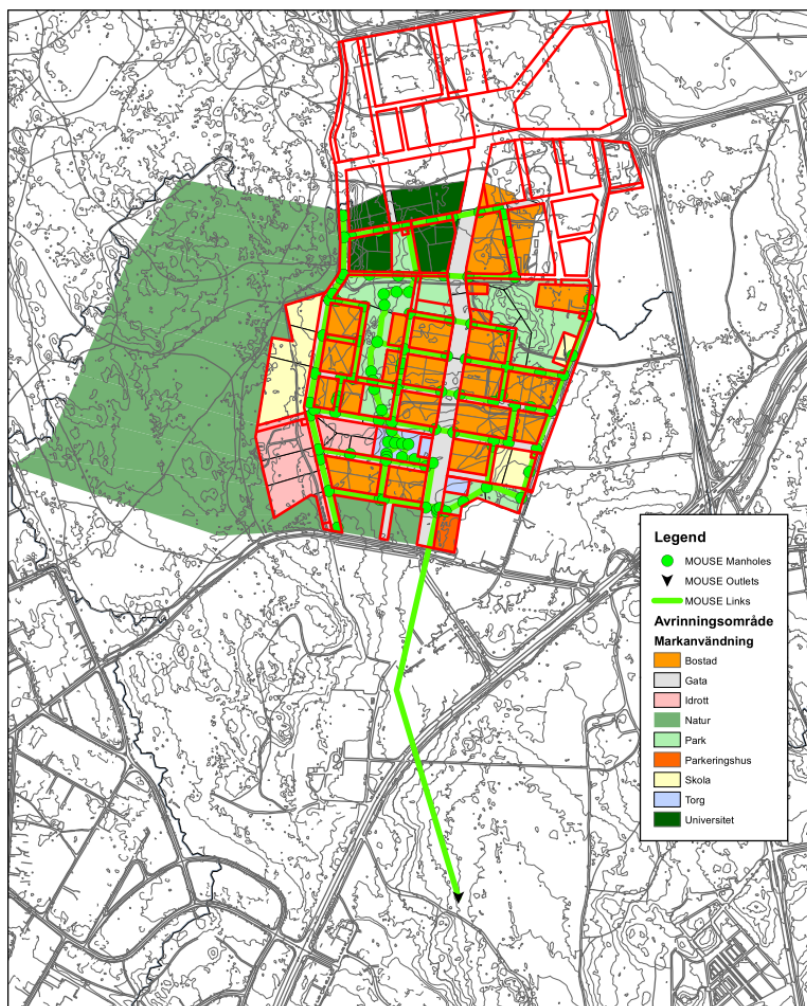 Legend
MOUSE Manholes
MOUSE Outlets
MOUSE Links
Avrinningsområde
Markanvändning
Bostad
Gata
Idrott
Natur
Park
Parkeringshus
Skola
Torg
Universitet